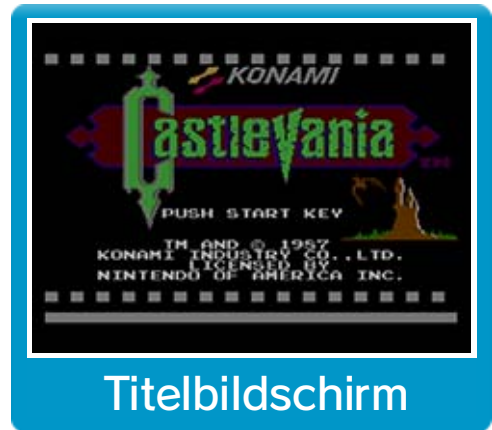 KONAMI
Castlevania
TM
PUSH START KEY
TM AND © 1987
KONAMI INDUSTRY CO.,LTD.
LICENSED BY
NINTENDO OF AMERICA INC.
Titelbildschirm